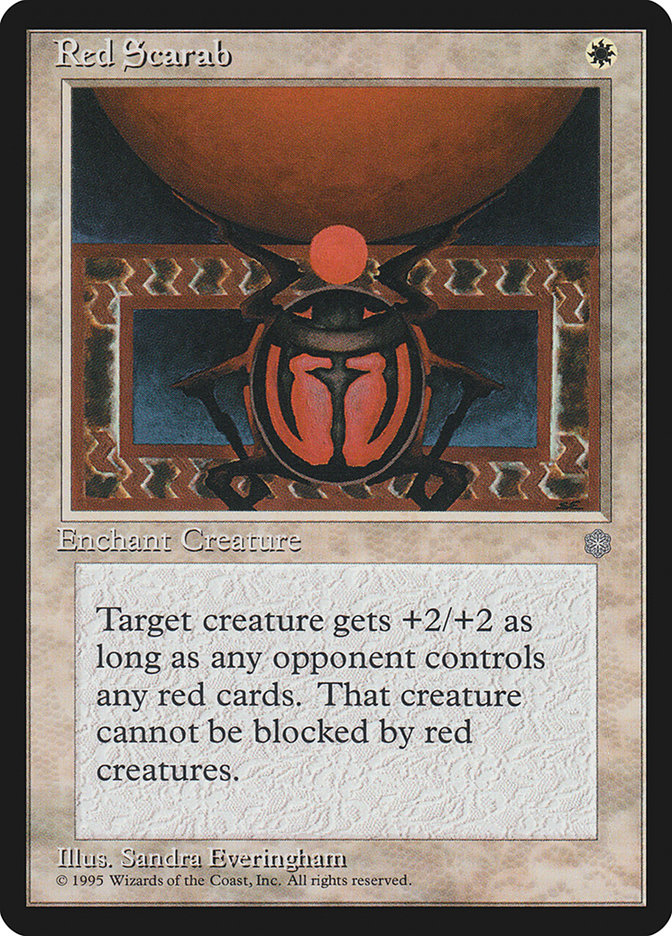 Red Scarab
Enchant Creature
Target creature gets +2/+2 as
long as any opponent controls
any red cards. That creature
cannot be blocked by red
creatures.
Illus. Sandra Everingham
© 1995 Wizards of the Coast, Inc. All rights reserved.